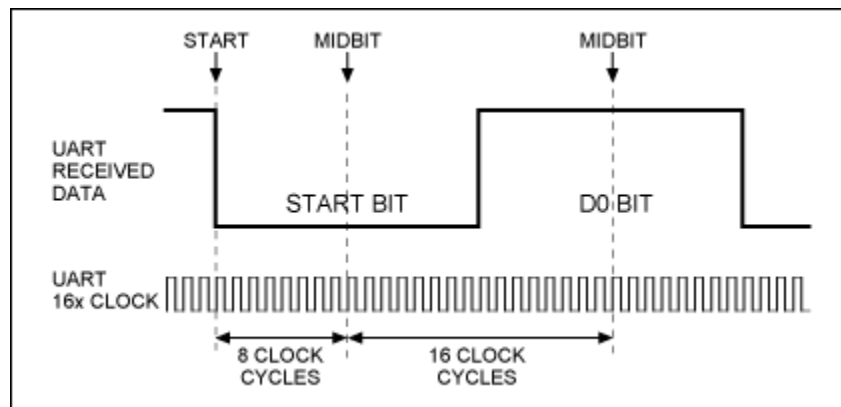 START
MIDBIT
MIDBIT
UART
RECEIVED
DATA
START BIT
D0 BIT
UART
16x CLOCK
8 CLOCK
CYCLES
16 CLOCK
CYCLES